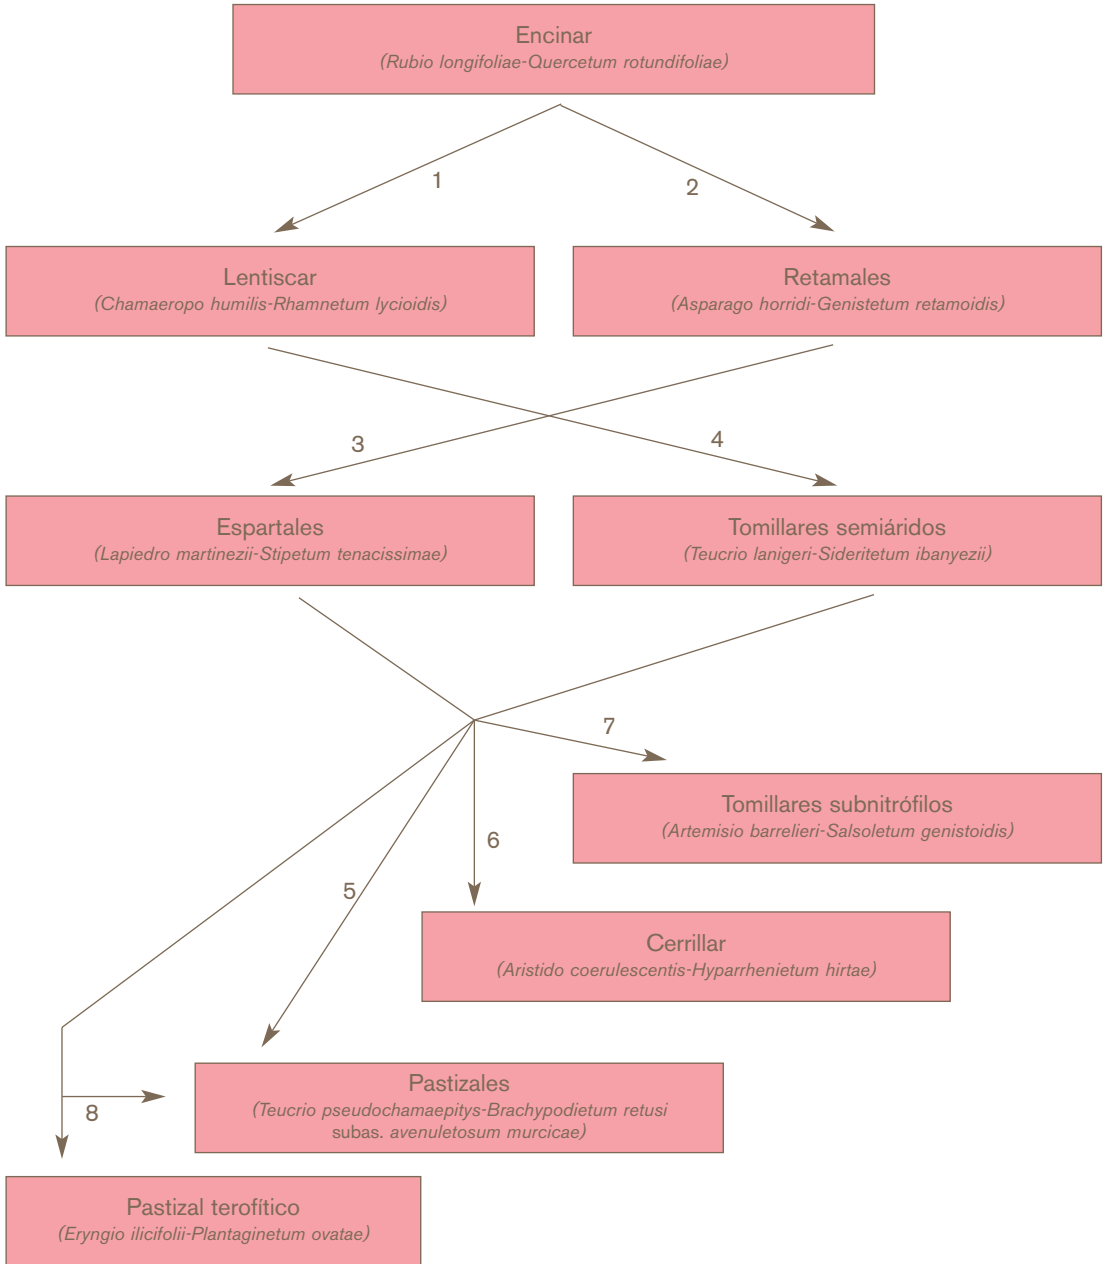 Encinar
(Rubio longifoliae-Quercetum rotundifoliae)
1
2
Lentiscar
(Chamaeropo humilis-Rhamnetum lycioidis)
Retamales
(Asparago horridi-Genistetum retamoidis)
3
4
Espartales
(Lapiedro martinezii-Stipetum tenacissimae)
Tomillares semiáridos
(Teucrio lanigeri-Sideritetum ibanyezii)
7
Tomillares subnitrófilos
(Artemisio barrelieri-Salsoletum genistoidis)
6
5
Cerrillar
(Aristido coerulescentis-Hyparrhenietum hirtae)
Pastizales
(Teucrio pseudochamaepitys-Brachypodietum retusi
subas. avenuletosum murcicae)
8
Pastizal terofítico
(Eryngio ilicifolii-Plantaginetum ovatae)